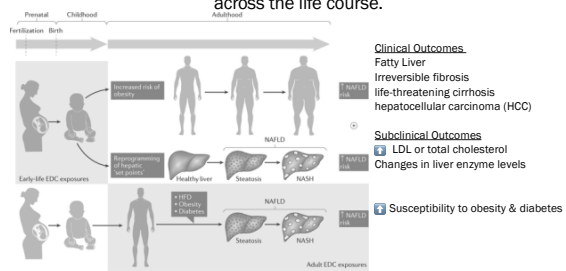 across the life course.
Prenatal Childhood Adulthood
Fertilization Birth
Increased risk of
obesity
↑ NAFLD
risk
NAFLD
Reprogramming
of hepatic
'set points'
Healthy liver Steatosis NASH
↑ NAFLD
risk
Early-life EDC exposures
• HFD
• Obesity
• Diabetes
NAFLD
Steatosis NASH
↑ NAFLD
risk
Adult EDC exposures
Clinical Outcomes
Fatty Liver
Irreversible fibrosis
life-threatening cirrhosis
hepatocellular carcinoma (HCC)
Subclinical Outcomes
⬆ LDL or total cholesterol
Changes in liver enzyme levels
⬆ Susceptibility to obesity & diabetes